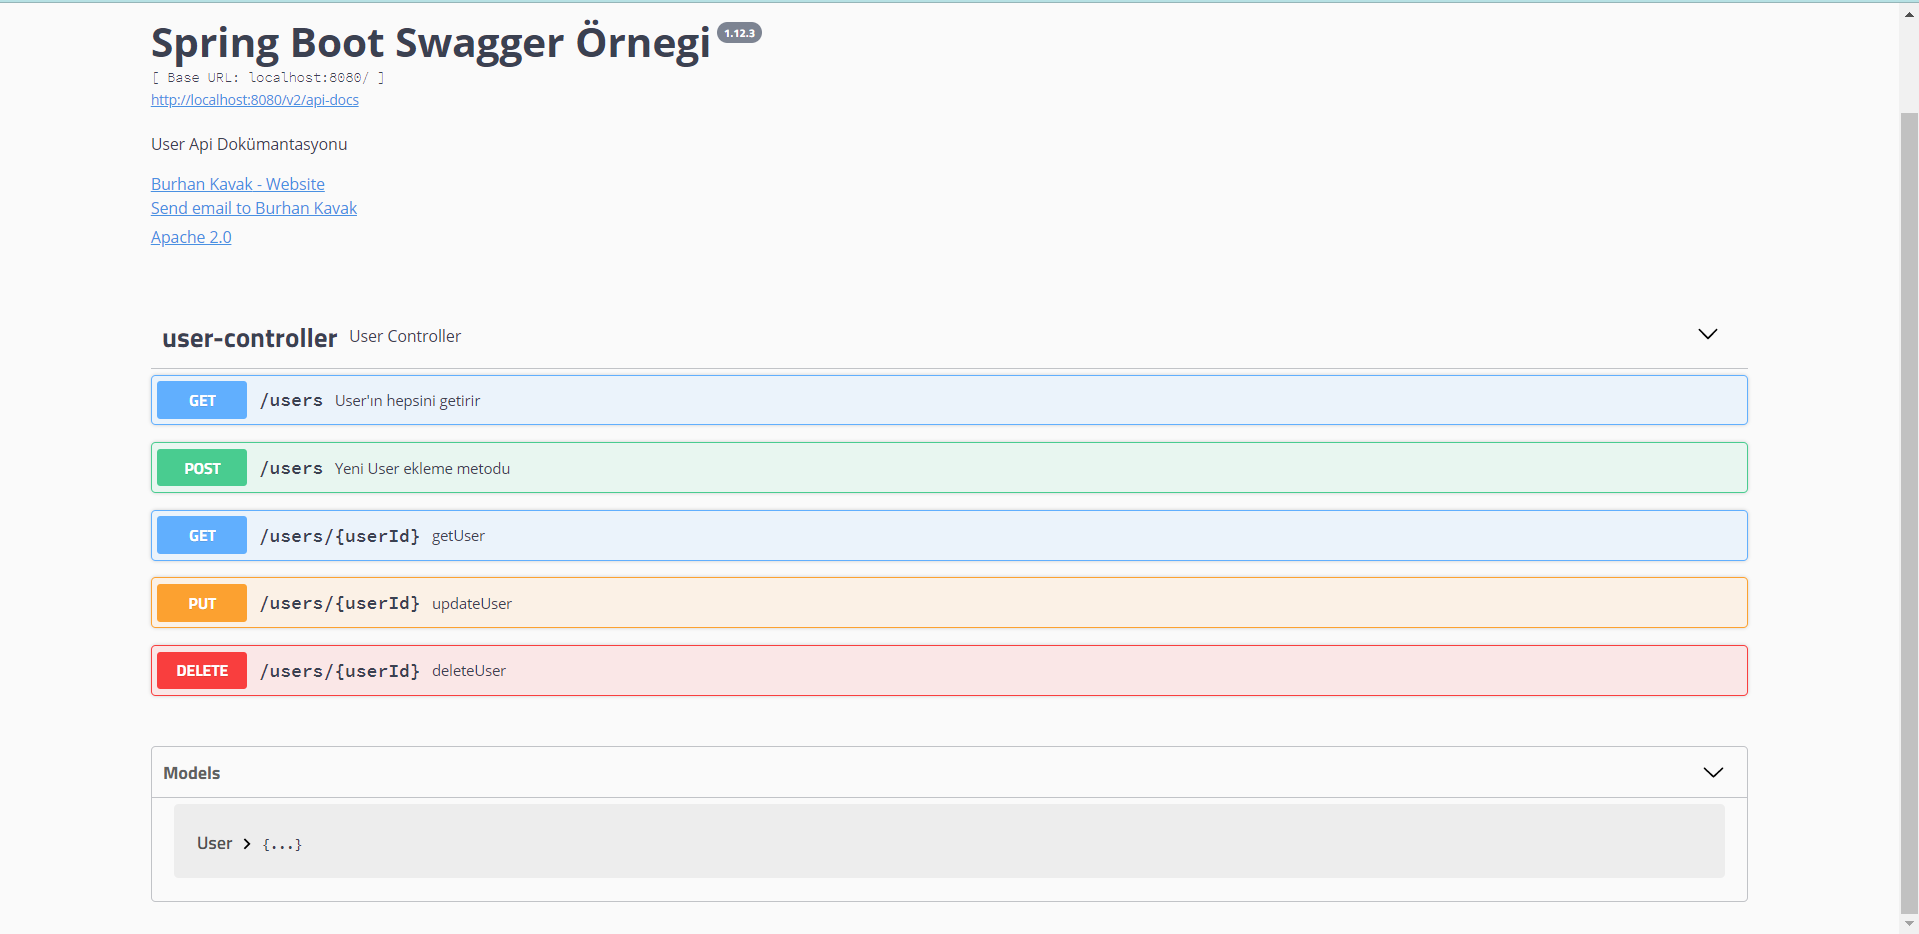 Spring Boot Swagger Örnegi 1.12.3
[ Base URL: localhost:8080/ ]
http://localhost:8080/v2/api-docs
User Api Dokümantasyonu
Burhan Kavak - Website
Send email to Burhan Kavak
Apache 2.0
user-controller User Controller
GET /users User'ın hepsini getirir
POST /users Yeni User ekleme metodu
GET /users/{userId} getUser
PUT /users/{userId} updateUser
DELETE /users/{userId} deleteUser
Models
User {...}